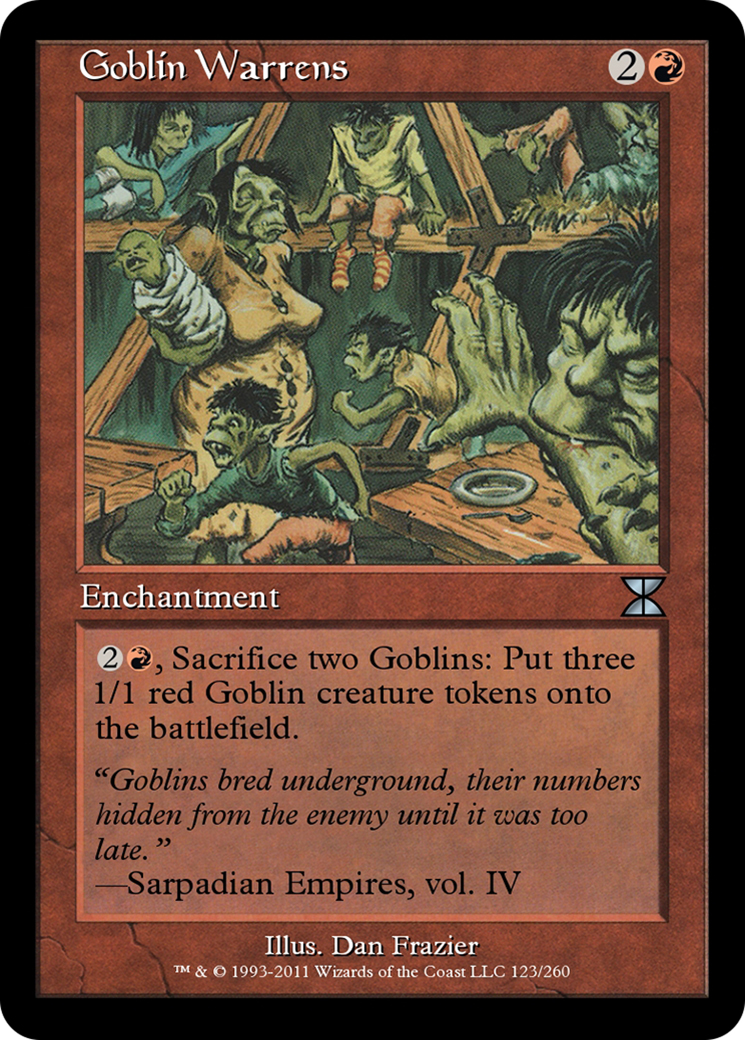 Goblin Warrens 2
Enchantment
2, Sacrifice two Goblins: Put three
1/1 red Goblin creature tokens onto
the battlefield.
“Goblins bred underground, their numbers
hidden from the enemy until it was too
late.”
—Sarpadian Empires, vol. IV
Illus. Dan Frazier
™ & © 1993-2011 Wizards of the Coast LLC 123/260